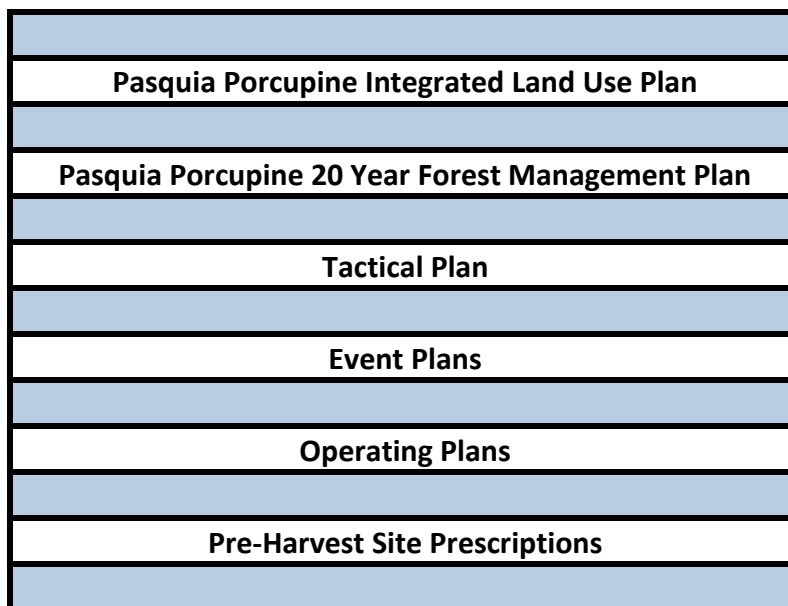 Pasquia Porcupine Integrated Land Use Plan
Pasquia Porcupine 20 Year Forest Management Plan
Tactical Plan
Event Plans
Operating Plans
Pre-Harvest Site Prescriptions